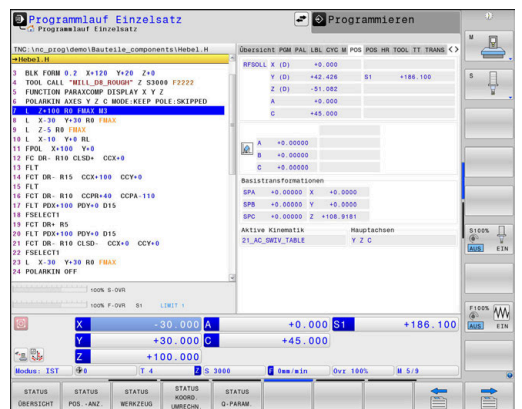 Programmlauf Einzelsatz
Programmlauf Einzelsatz
Programmieren
TNC:\nc_prog\demo\Bauteile_components\Hebel.H
→Hebel.H
3 BLK FORM 0.2 X+120 Y+20 Z+0
4 TOOL CALL "MILL_D8_ROUGH" Z S3000 F2222
5 FUNCTION PARAXCOMP DISPLAY X Y Z
6 POLARKIN AXES Y Z C MODE:KEEP POLE:SKIPPED
7 L Z+100 R0 FMAX M3
8 L X-30 Y+30 R0 FMAX
9 L Z-5 R0 FMAX
10 L X-10 Y+0 RL
11 FPOL X+100 Y+0
12 FC DR- R10 CLSD+ CCX+0
13 FLT
14 FCT DR- R15 CCX+100 CCY+0
15 FLT
16 FCT DR- R10 CCPR+40 CCPA-110
17 FLT PDX+100 PDY+0 D15
18 FSELECT1
19 FCT DR+ R5
20 FLT PDX+100 PDY+0 D15
21 FCT DR- R10 CLSD- CCX+0 CCY+0
22 FSELECT1
23 L X-30 Y+30 R0 FMAX
24 POLARKIN OFF
100% S-OVR
100% F-OVR S1 LIMIT 1
Übersicht PGM PAL LBL CYC M POS POS HR TOOL TT TRANS
RFSOLL X (D) +0.000
Y (D) +42.426 S1 +186.100
Z (D) -51.082
A +0.000
C +45.000
A +0.00000
B +0.00000
C +0.00000
Basistransformationen
SPA +0.00000 X +0.0000
SPB +0.00000 Y +0.0000
SPC +0.00000 Z +108.9181
Aktive Kinematik Hauptachsen
21_AC_SWIV_TABLE Y Z C
X -30.000 A +0.000 S1 +186.100
Y +30.000 C +45.000
Z +100.000
Modus: IST 0 T 4 Z S 3000 F 0mm/min Ovr 100% M 5/9
STATUS ÜBERSICHT
STATUS POS.-ANZ.
STATUS WERKZEUG
STATUS KOORD. UMRECHN.
STATUS Q-PARAM.
M
S
S100%
AUS EIN
F100%
AUS EIN